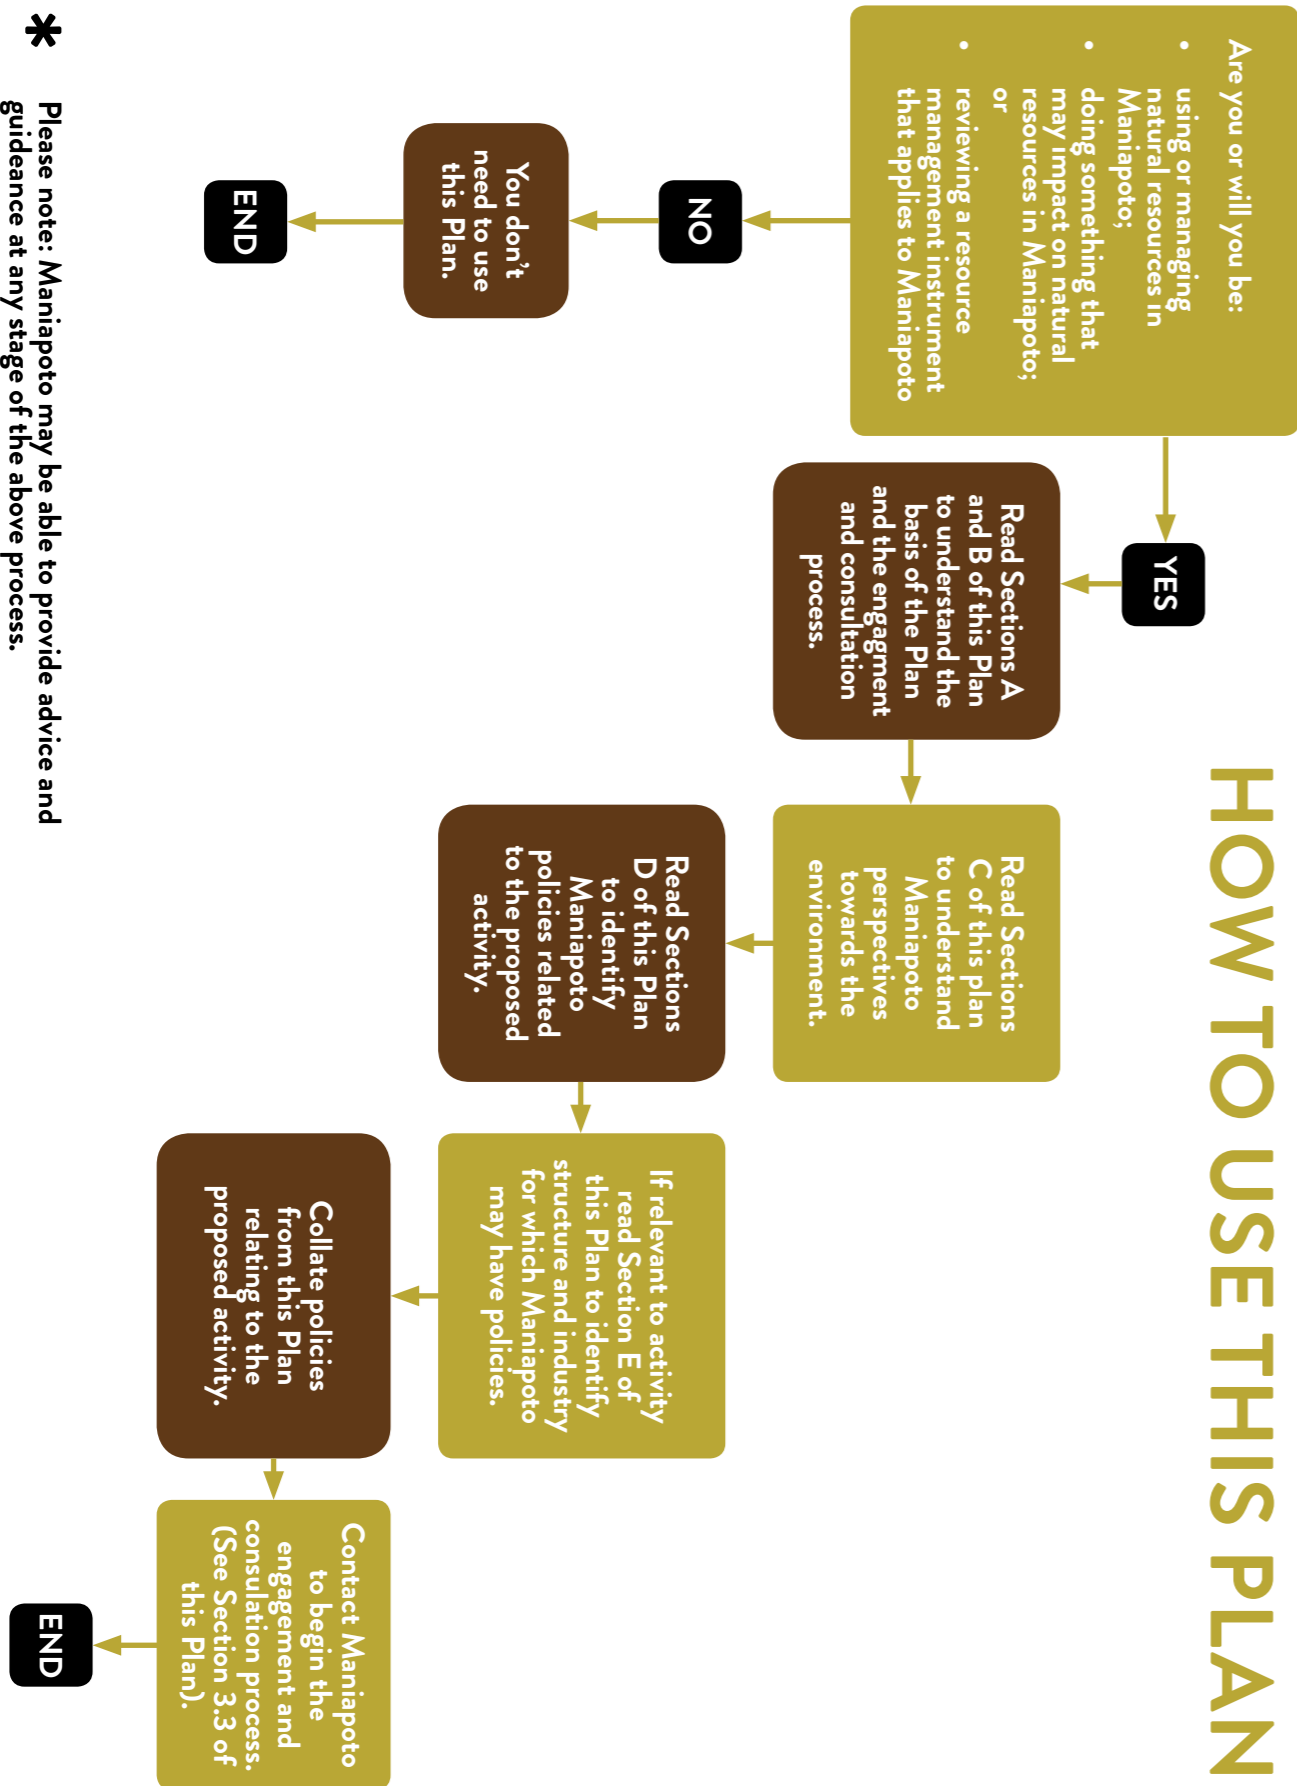 HOW TO USE THIS PLAN
Are you or will you be:
• using or managing
natural resources in
Maniapoto;
• doing something that
may impact on natural
resources in Maniapoto;
or
• reviewing a resource
management instrument
that applies to Maniapoto
NO
You don't
need to use
this Plan.
END
YES
Read Sections A
and B of this Plan
to understand the
basis of the Plan
and the engagment
and consultation
process.
Read Sections
C of this plan
to understand
Maniapoto
perspectives
towards the
environment.
Read Sections
D of this Plan
to identify
Maniapoto
policies related
to the proposed
activity.
If relevant to activity
read Section E of
this Plan to identify
structure and industry
for which Maniapoto
may have policies.
Collate policies
from this Plan
relating to the
proposed activity.
Contact Maniapoto
to begin the
engagement and
consulation process.
(See Section 3.3 of
this Plan).
END
* Please note: Maniapoto may be able to provide advice and
guideance at any stage of the above process.